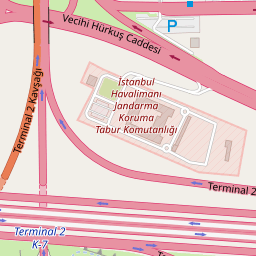 P
Vecihi Hürkuş Caddesi
Terminal 2 Kavşağı
İstanbul
Havalimanı
Jandarma
Koruma
Tabur Komutanlığı
Terminal 2
Terminal 2
K-7